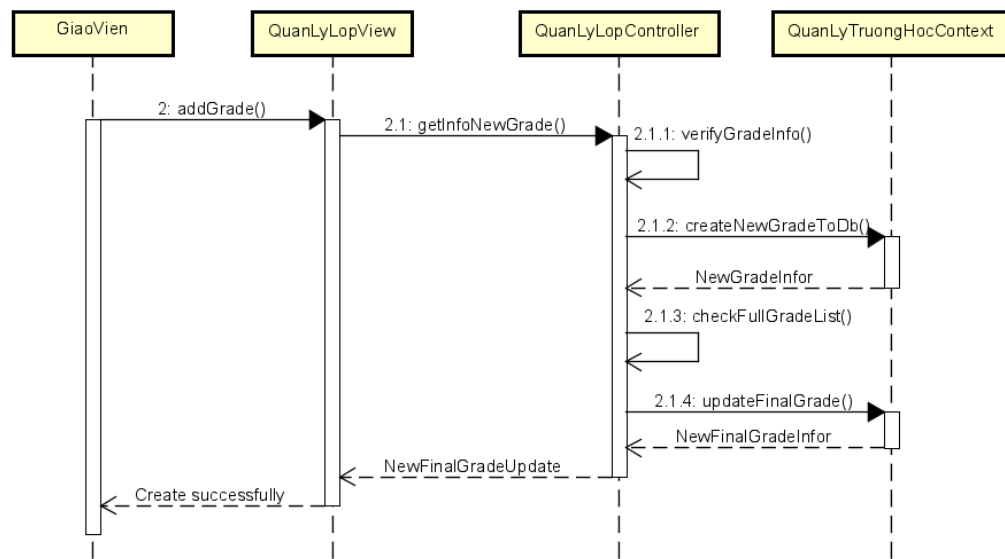 GiaoVien
QuanLyLopView
QuanLyLopController
QuanLyTruongHocContext
2: addGrade()
2.1: getInfoNewGrade()
2.1.1: verifyGradeInfo()
2.1.2: createNewGradeToDb()
NewGradeInfor
2.1.3: checkFullGradeList()
2.1.4: updateFinalGrade()
NewFinalGradeInfor
NewFinalGradeUpdate
Create successfully